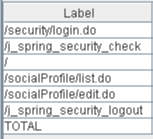 Label
/security/login.do
/j_spring_security_check
/
/socialProfile/list.do
/socialProfile/edit.do
/j_spring_security_logout
TOTAL